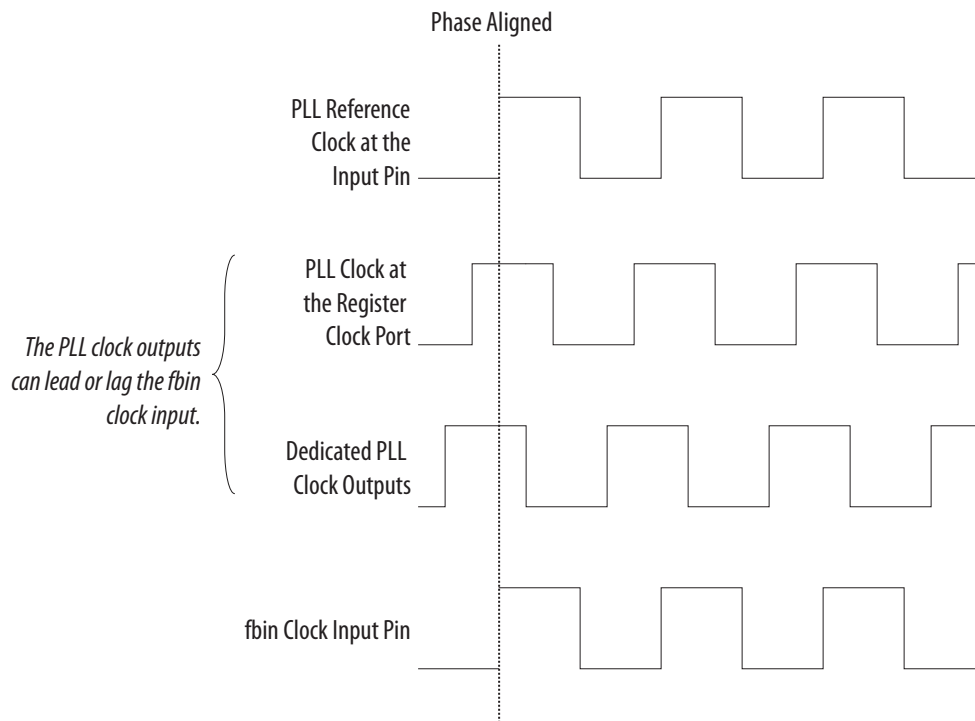 Phase Aligned
PLL Reference
Clock at the
Input Pin
PLL Clock at
the Register
Clock Port
The PLL clock outputs
can lead or lag the fbin
clock input.
Dedicated PLL
Clock Outputs
fbin Clock Input Pin